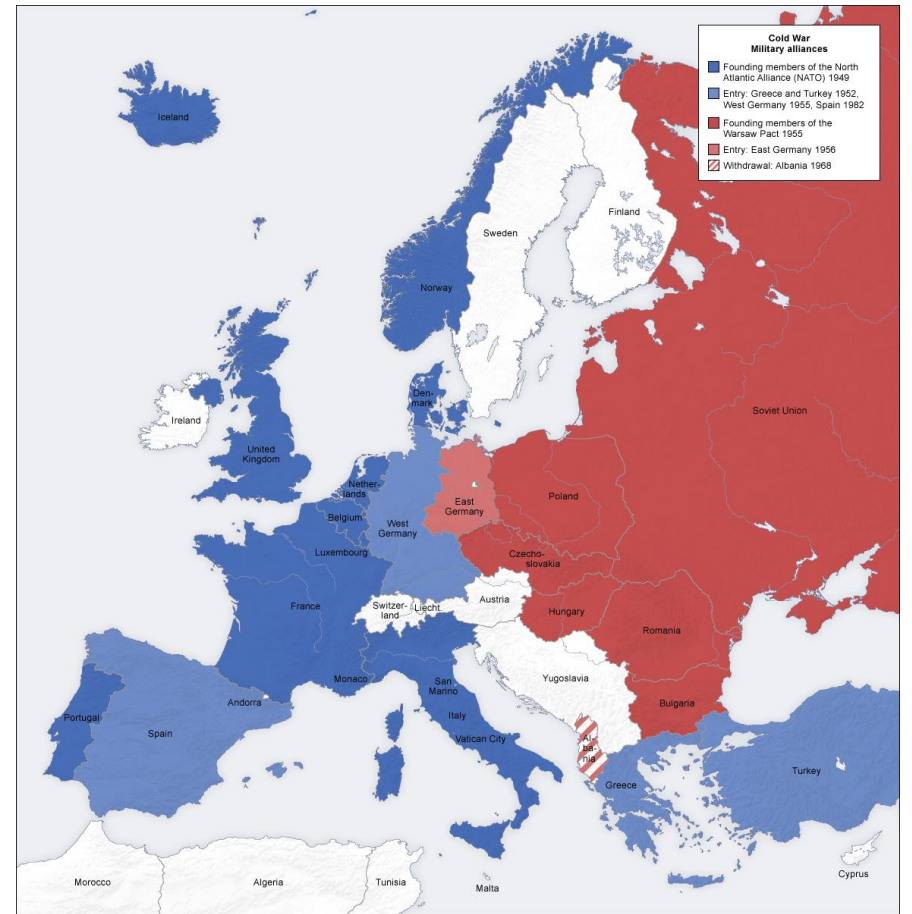 Cold War
Military alliances
Founding members of the North
Atlantic Alliance (NATO) 1949
Entry: Greece and Turkey 1952,
West Germany 1955, Spain 1982
Founding members of the
Warsaw Pact 1955
Entry: East Germany 1956
Withdrawal: Albania 1968
Iceland
Finland
Sweden
Norway
Den-
mark
Soviet Union
Ireland
United
Kingdom
Nether-
lands
Belgium
Luxembourg
West
Germany
East
Germany
Poland
Czecho-
slovakia
France
Switzer-
land
Liecht.
Austria
Hungary
Romania
Monaco
San
Marino
Italy
Vatican City
Yugoslavia
Bulgaria
Al-
ba-
nia
Andorra
Portugal
Spain
Greece
Turkey
Morocco
Algeria
Tunisia
Malta
Cyprus